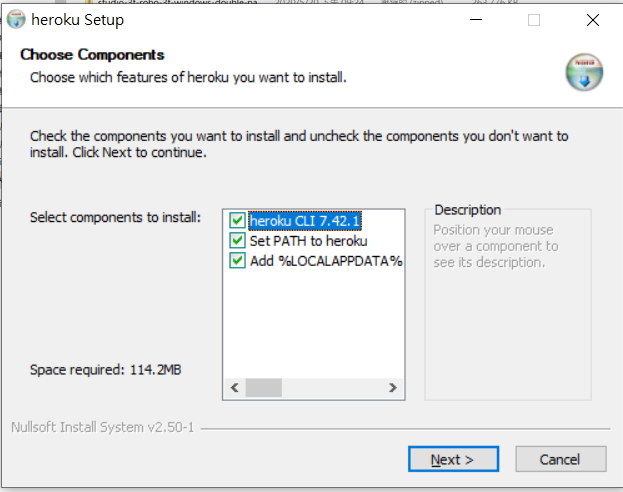 heroku Setup
Choose Components
Choose which features of heroku you want to install.
Check the components you want to install and uncheck the components you don't want to
install. Click Next to continue.
Select components to install:
heroku CLI 7.42.1
Set PATH to heroku
Add %LOCALAPPDATA%
Description
Position your mouse
over a component to
see its description.
Space required: 114.2MB
Nullsoft Install System v2.50-1
Next >
Cancel